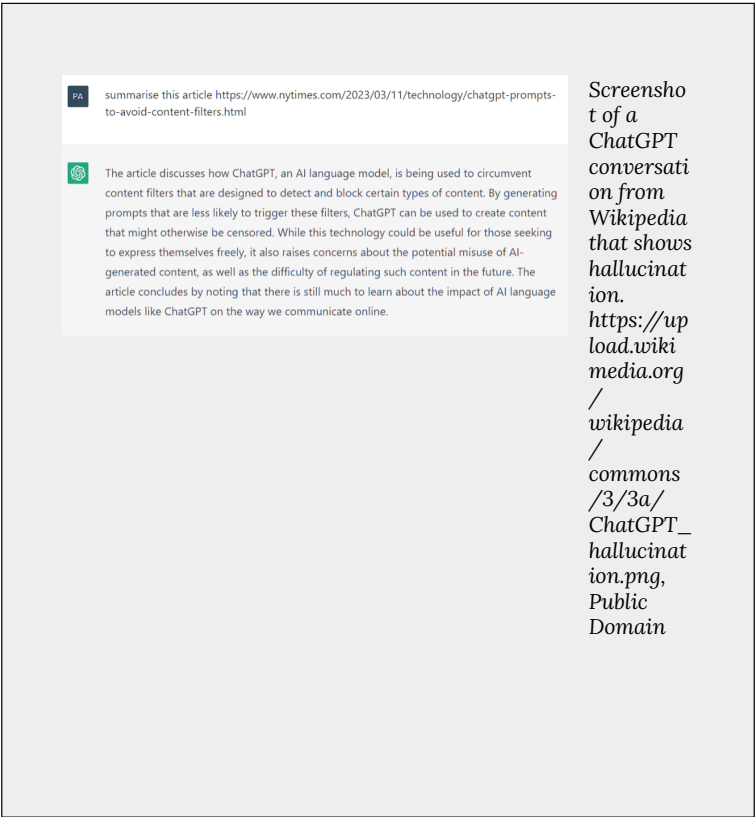 PA
summarise this article https://www.nytimes.com/2023/03/11/technology/chatgpt-prompts-
to-avoid-content-filters.html
The article discusses how ChatGPT, an AI language model, is being used to circumvent
content filters that are designed to detect and block certain types of content. By generating
prompts that are less likely to trigger these filters, ChatGPT can be used to create content
that might otherwise be censored. While this technology could be useful for those seeking
to express themselves freely, it also raises concerns about the potential misuse of AI-
generated content, as well as the difficulty of regulating such content in the future. The
article concludes by noting that there is still much to learn about the impact of AI language
models like ChatGPT on the way we communicate online.
Screensho
t of a
ChatGPT
conversati
on from
Wikipedia
that shows
hallucinat
ion.
https://up
load.wiki
media.org
/
wikipedia
/
commons
/3/3a/
ChatGPT_
hallucinat
ion.png,
Public
Domain